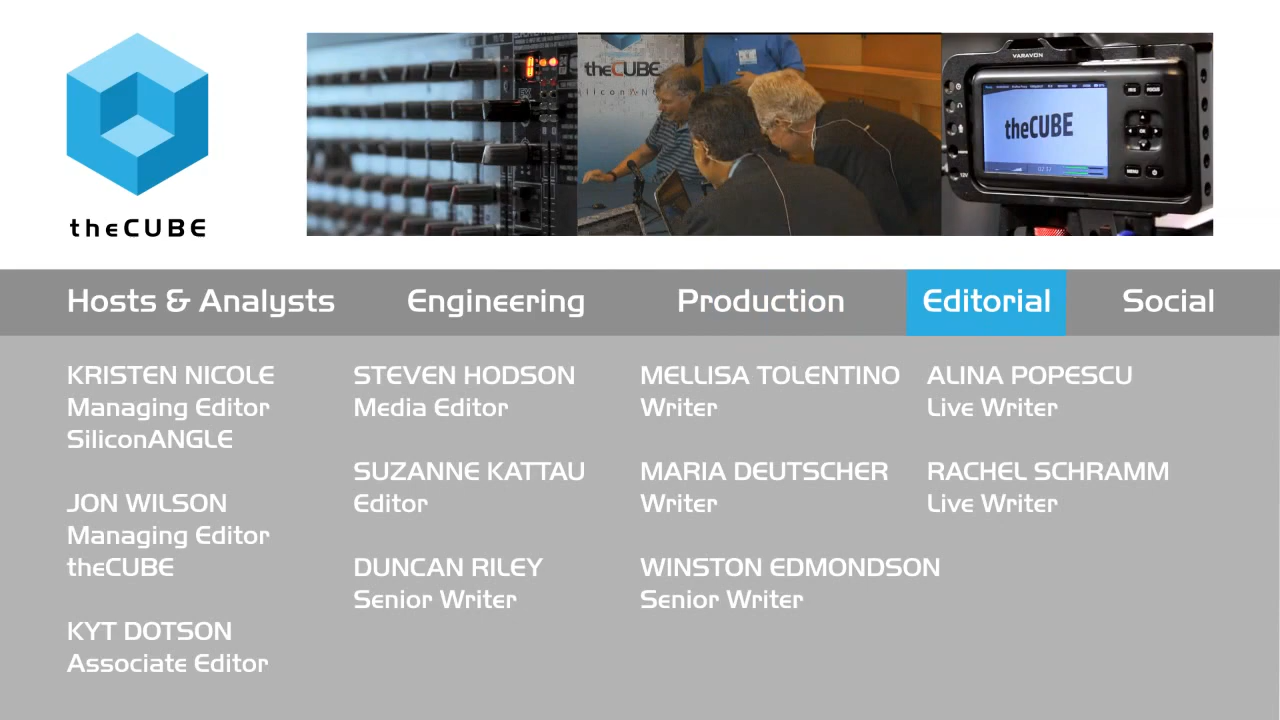 theCUBE
theCUBE
VARAVON
theCUBE
MENU
Hosts & Analysts
Engineering
Production
Editorial
Social
KRISTEN NICOLE
Managing Editor
SiliconANGLE
JON WILSON
Managing Editor
theCUBE
KYT DOTSON
Associate Editor
STEVEN HODSON
Media Editor
SUZANNE KATTAU
Editor
DUNCAN RILEY
Senior Writer
MELLISA TOLENTINO
Writer
MARIA DEUTSCHER
Writer
WINSTON EDMONDSON
Senior Writer
ALINA POPESCU
Live Writer
RACHEL SCHRAMM
Live Writer